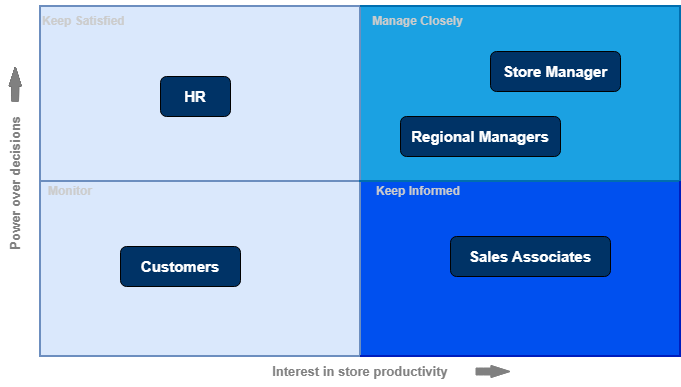 Keep Satisfied
Manage Closely
Store Manager
HR
Regional Managers
Power over decisions
Monitor
Keep Informed
Sales Associates
Customers
Interest in store productivity